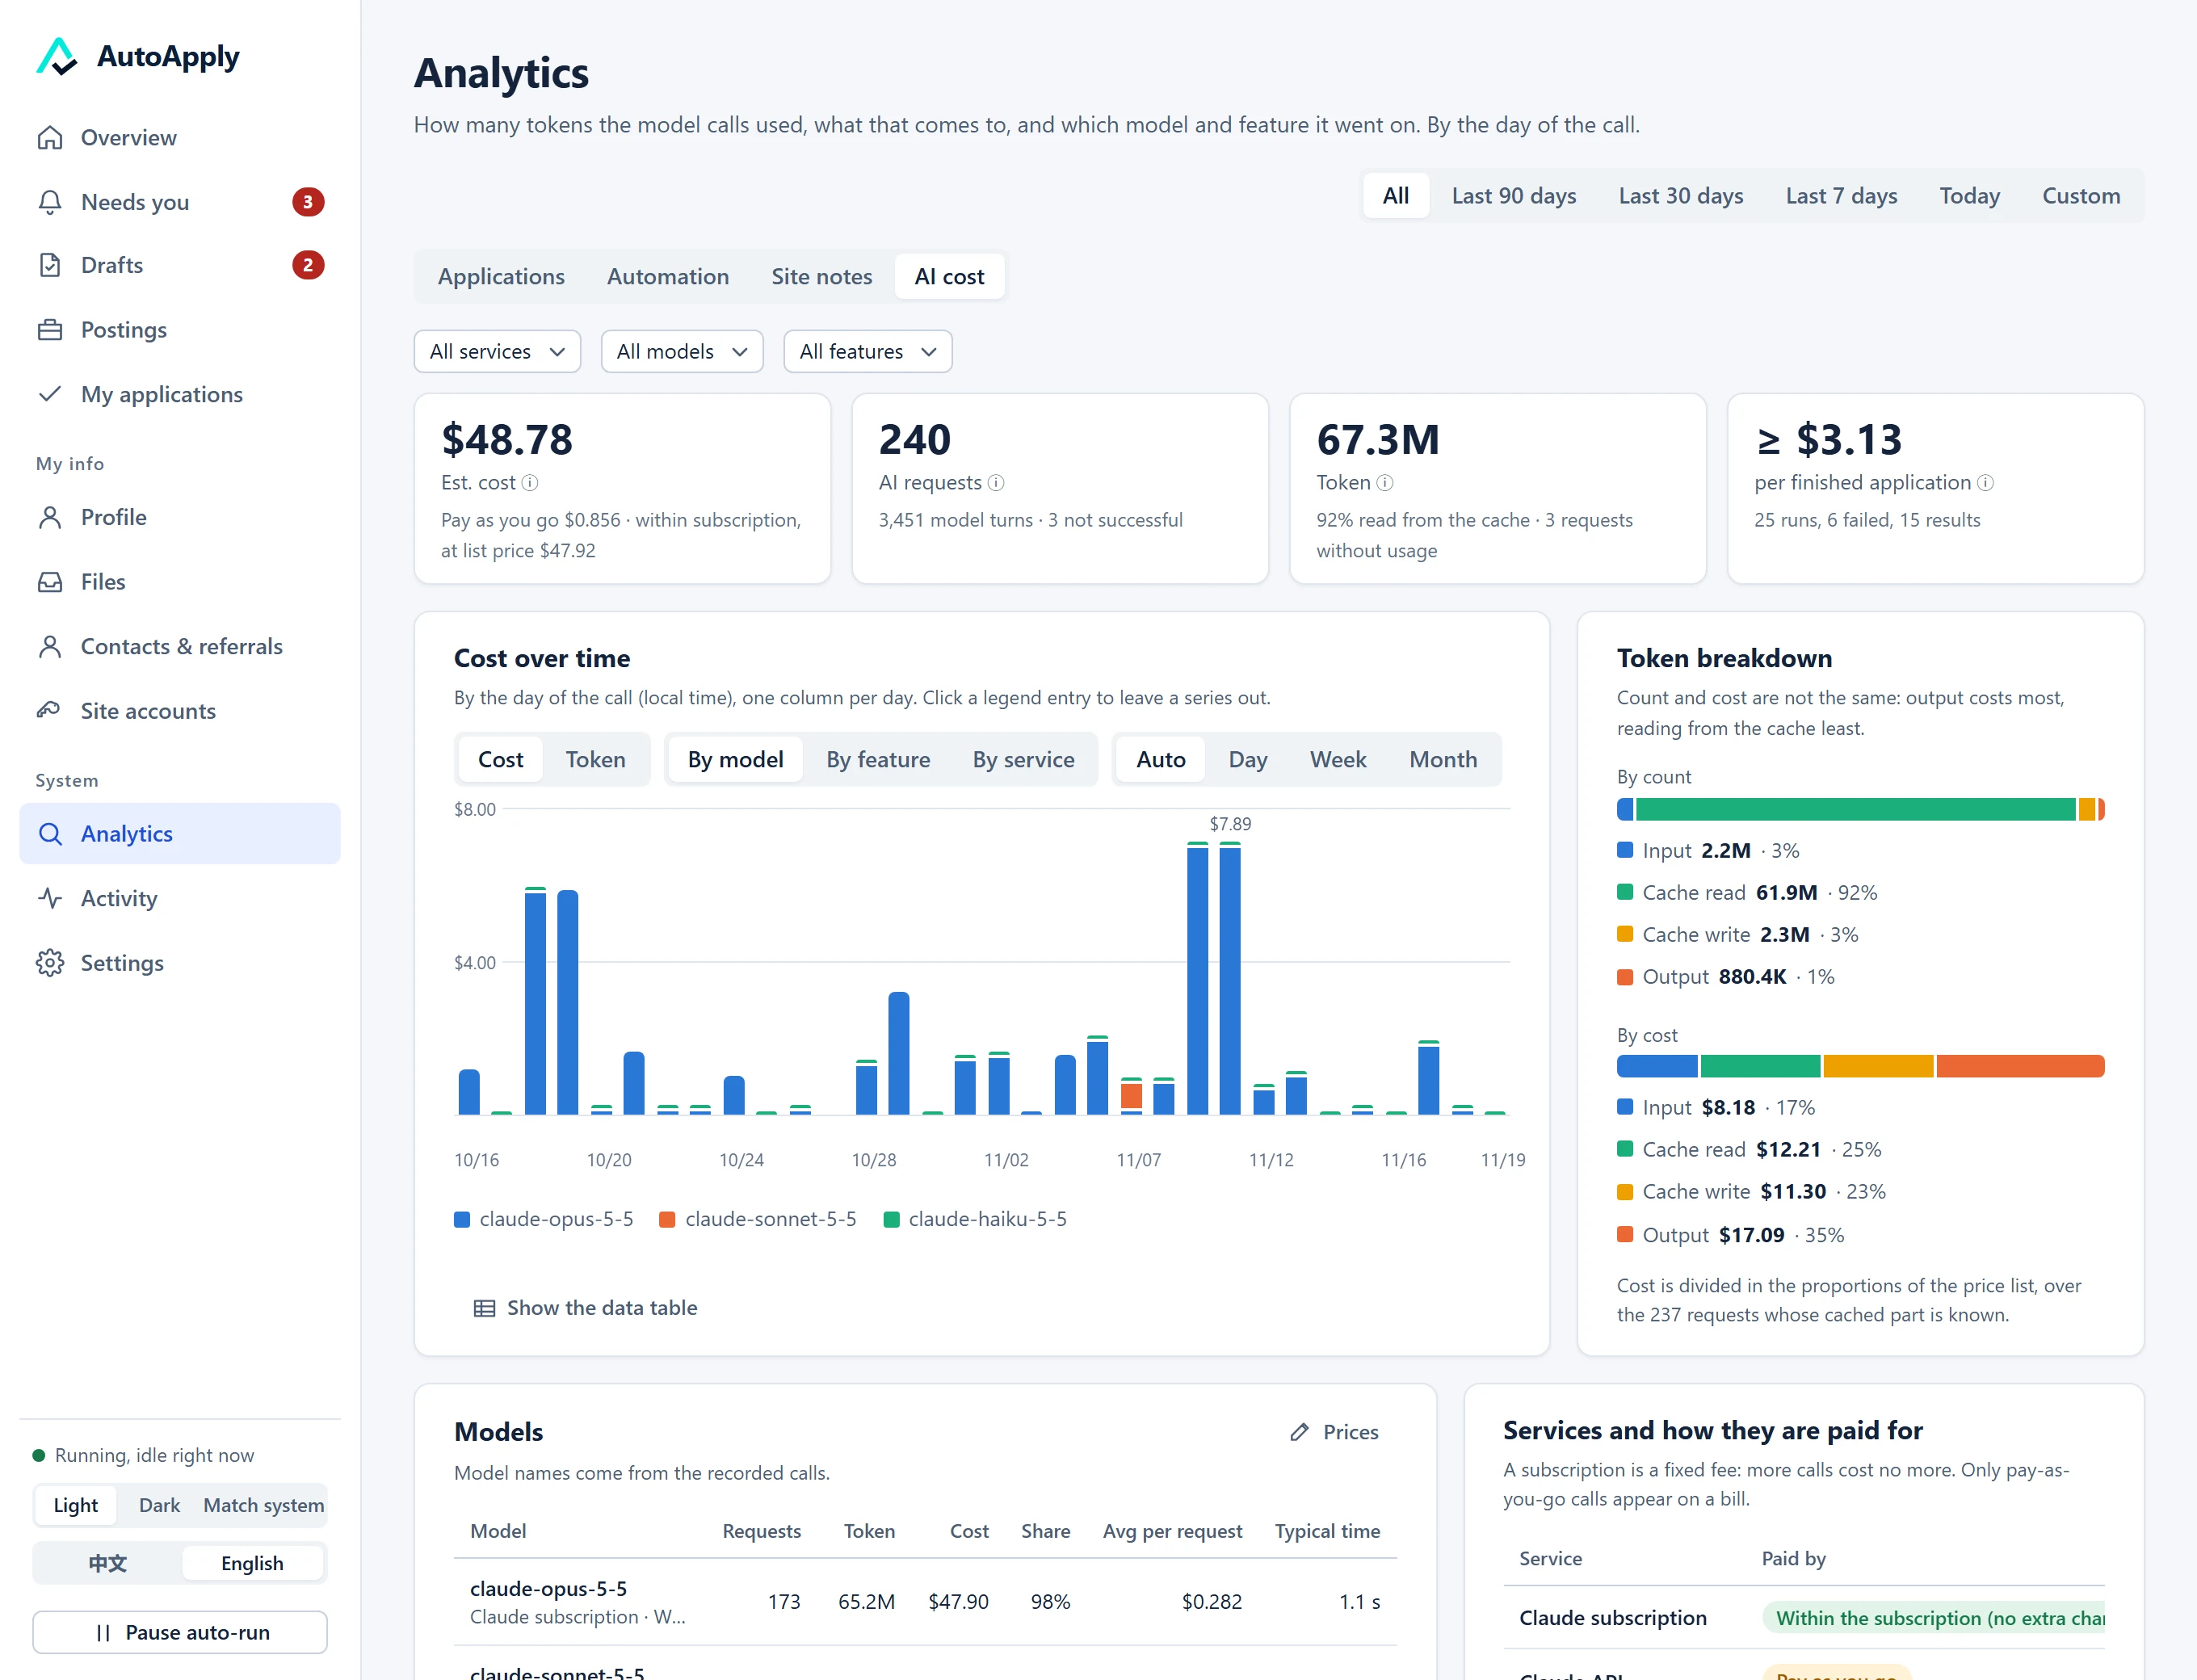 AutoApply
Overview
Needs you 3
Drafts 2
Postings
My applications
My info
Profile
Files
Contacts & referrals
Site accounts
System
Analytics
Activity
Settings
Running, idle right now
Light Dark Match system
中文 English
Pause auto-run
Analytics
How many tokens the model calls used, what that comes to, and which model and feature it went on. By the day of the call.
All Last 90 days Last 30 days Last 7 days Today Custom
Applications Automation Site notes AI cost
All services All models All features
$48.78
Est. cost
Pay as you go $0.856 · within subscription,
at list price $47.92
240
AI requests
3,451 model turns · 3 not successful
67.3M
Token
92% read from the cache · 3 requests
without usage
≥ $3.13
per finished application
25 runs, 6 failed, 15 results
Cost over time
By the day of the call (local time), one column per day. Click a legend entry to leave a series out.
Cost Token By model By feature By service Auto Day Week Month
$8.00
$7.89
$4.00
10/16 10/20 10/24 10/28 11/02 11/07 11/12 11/16 11/19
claude-opus-5-5 claude-sonnet-5-5 claude-haiku-5-5
Show the data table
Token breakdown
Count and cost are not the same: output costs most,
reading from the cache least.
By count
Input 2.2M · 3%
Cache read 61.9M · 92%
Cache write 2.3M · 3%
Output 880.4K · 1%
By cost
Input $8.18 · 17%
Cache read $12.21 · 25%
Cache write $11.30 · 23%
Output $17.09 · 35%
Cost is divided in the proportions of the price list, over
the 237 requests whose cached part is known.
Models
Prices
Model names come from the recorded calls.
Model Requests Token Cost Share Avg per request Typical time
claude-opus-5-5 173 65.2M $47.90 98% $0.282 1.1 s
Claude subscription · W...
claude-sonnet-5-5
Services and how they are paid for
A subscription is a fixed fee: more calls cost no more. Only pay-as-
you-go calls appear on a bill.
Service Paid by
Claude subscription Within the subscription (no extra char
Claude API Pay as you go